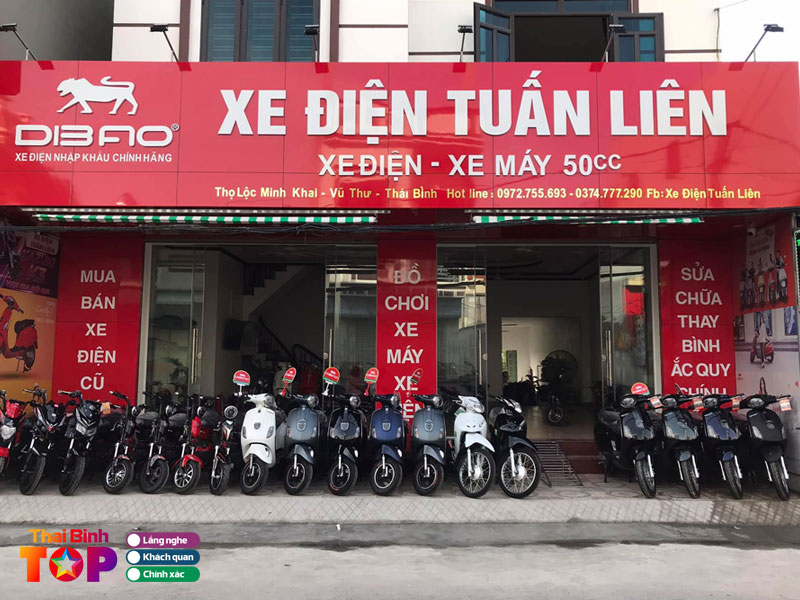 DIBAO®
XE ĐIỆN NHẬP KHẨU CHÍNH HÃNG
XE ĐIỆN TUẤN LIÊN
XE ĐIỆN - XE MÁY 50CC
Thọ Lộc Minh Khai - Vũ Thư - Thái Bình Hot line : 0972.755.693 - 0374.777.290 Fb: Xe Điện Tuấn Liên
MUA
BÁN
XE
ĐIỆN
CŨ
ĐỒ
CHƠI
XE
MÁY
XE
SỬA
CHỮA
THAY
BÌNH
ẮC QUY
CHÍNH
Thai Binh
TOP
Lắng nghe
Khách quan
Chính xác